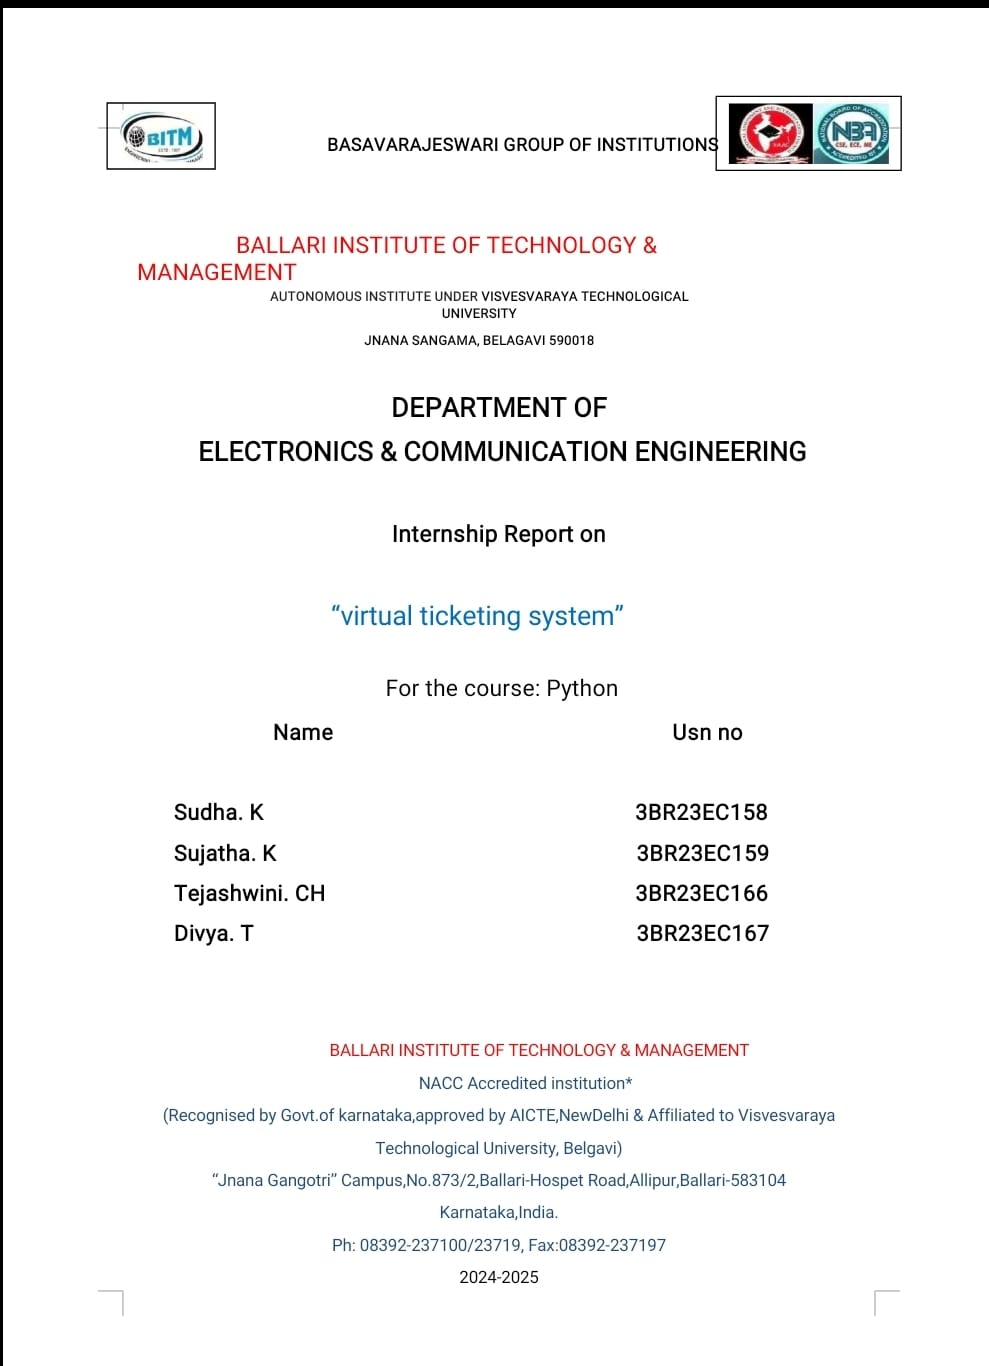 BITM
BASAVARAJESWARI GROUP OF INSTITUTIONS
NBA
CSE, ECE, ME
BALLARI INSTITUTE OF TECHNOLOGY &
MANAGEMENT
AUTONOMOUS INSTITUTE UNDER VISVESVARAYA TECHNOLOGICAL
UNIVERSITY
JNANA SANGAMA, BELAGAVI 590018
DEPARTMENT OF
ELECTRONICS & COMMUNICATION ENGINEERING
Internship Report on
“virtual ticketing system”
For the course: Python
Name Usn no
Sudha. K 3BR23EC158
Sujatha. K 3BR23EC159
Tejashwini. CH 3BR23EC166
Divya. T 3BR23EC167
BALLARI INSTITUTE OF TECHNOLOGY & MANAGEMENT
NACC Accredited institution*
(Recognised by Govt.of karnataka,approved by AICTE,NewDelhi & Affiliated to Visvesvaraya
Technological University, Belgavi)
“Jnana Gangotri” Campus,No.873/2,Ballari-Hospet Road,Allipur,Ballari-583104
Karnataka,India.
Ph: 08392-237100/23719, Fax:08392-237197
2024-2025